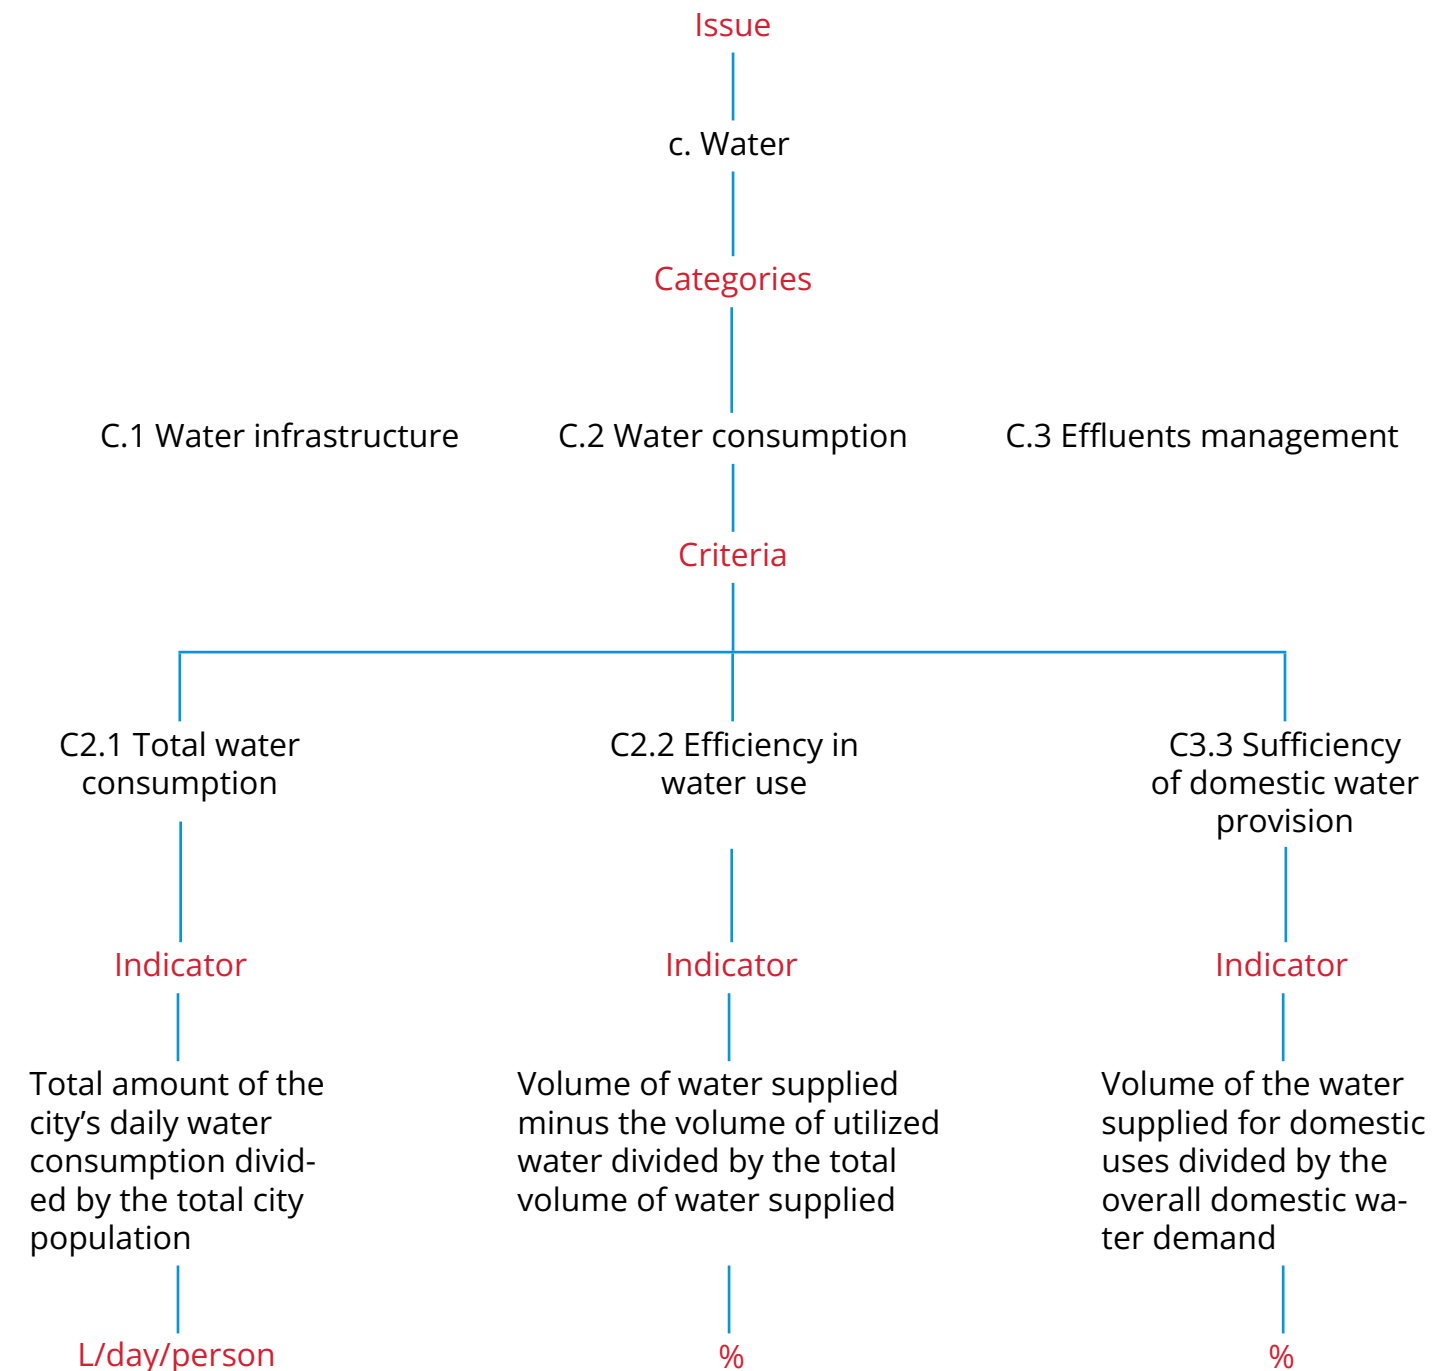 Issue
c. Water
Categories
C.1 Water infrastructure
C.2 Water consumption
C.3 Effluents management
Criteria
C2.1 Total water
consumption
C2.2 Efficiency in
water use
C3.3 Sufficiency
of domestic water
provision
Indicator
Indicator
Indicator
Total amount of the
city’s daily water
consumption divid-
ed by the total city
population
Volume of water supplied
minus the volume of utilized
water divided by the total
volume of water supplied
Volume of the water
supplied for domestic
uses divided by the
overall domestic wa-
ter demand
L/day/person
%
%